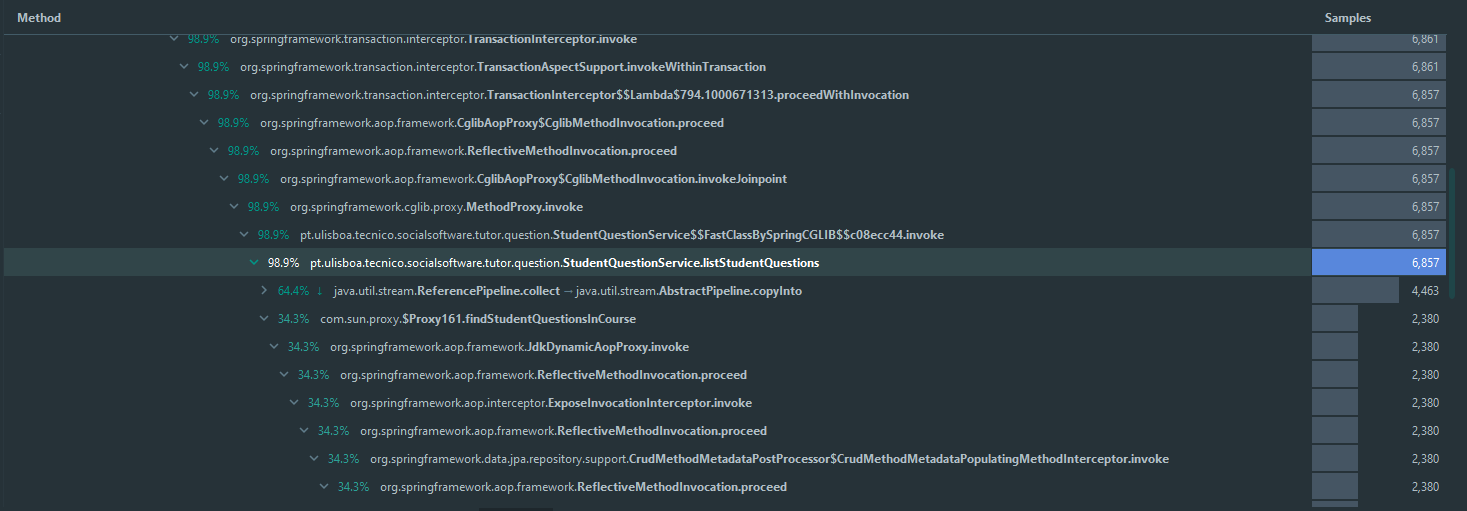 Method Samples
98.9% org.springframework.transaction.interceptor.TransactionInterceptor.invoke 6,861
98.9% org.springframework.transaction.interceptor.TransactionAspectSupport.invokeWithinTransaction 6,861
98.9% org.springframework.transaction.interceptor.TransactionInterceptor$$Lambda$794.1000671313.proceedWithInvocation 6,857
98.9% org.springframework.aop.framework.CglibAopProxy$CglibMethodInvocation.proceed 6,857
98.9% org.springframework.aop.framework.ReflectiveMethodInvocation.proceed 6,857
98.9% org.springframework.aop.framework.CglibAopProxy$CglibMethodInvocation.invokeJoinpoint 6,857
98.9% org.springframework.cglib.proxy.MethodProxy.invoke 6,857
98.9% pt.ulisboa.tecnico.socialsoftware.tutor.question.StudentQuestionService$$FastClassBySpringCGLIB$$c08ecc44.invoke 6,857
98.9% pt.ulisboa.tecnico.socialsoftware.tutor.question.StudentQuestionService.listStudentQuestions 6,857
64.4% ↓ java.util.stream.ReferencePipeline.collect → java.util.stream.AbstractPipeline.copyInto 4,463
34.3% com.sun.proxy.$Proxy161.findStudentQuestionsInCourse 2,380
34.3% org.springframework.aop.framework.JdkDynamicAopProxy.invoke 2,380
34.3% org.springframework.aop.framework.ReflectiveMethodInvocation.proceed 2,380
34.3% org.springframework.aop.interceptor.ExposeInvocationInterceptor.invoke 2,380
34.3% org.springframework.aop.framework.ReflectiveMethodInvocation.proceed 2,380
34.3% org.springframework.data.jpa.repository.support.CrudMethodMetadataPostProcessor$CrudMethodMetadataPopulatingMethodInterceptor.invoke 2,380
34.3% org.springframework.aop.framework.ReflectiveMethodInvocation.proceed 2,380